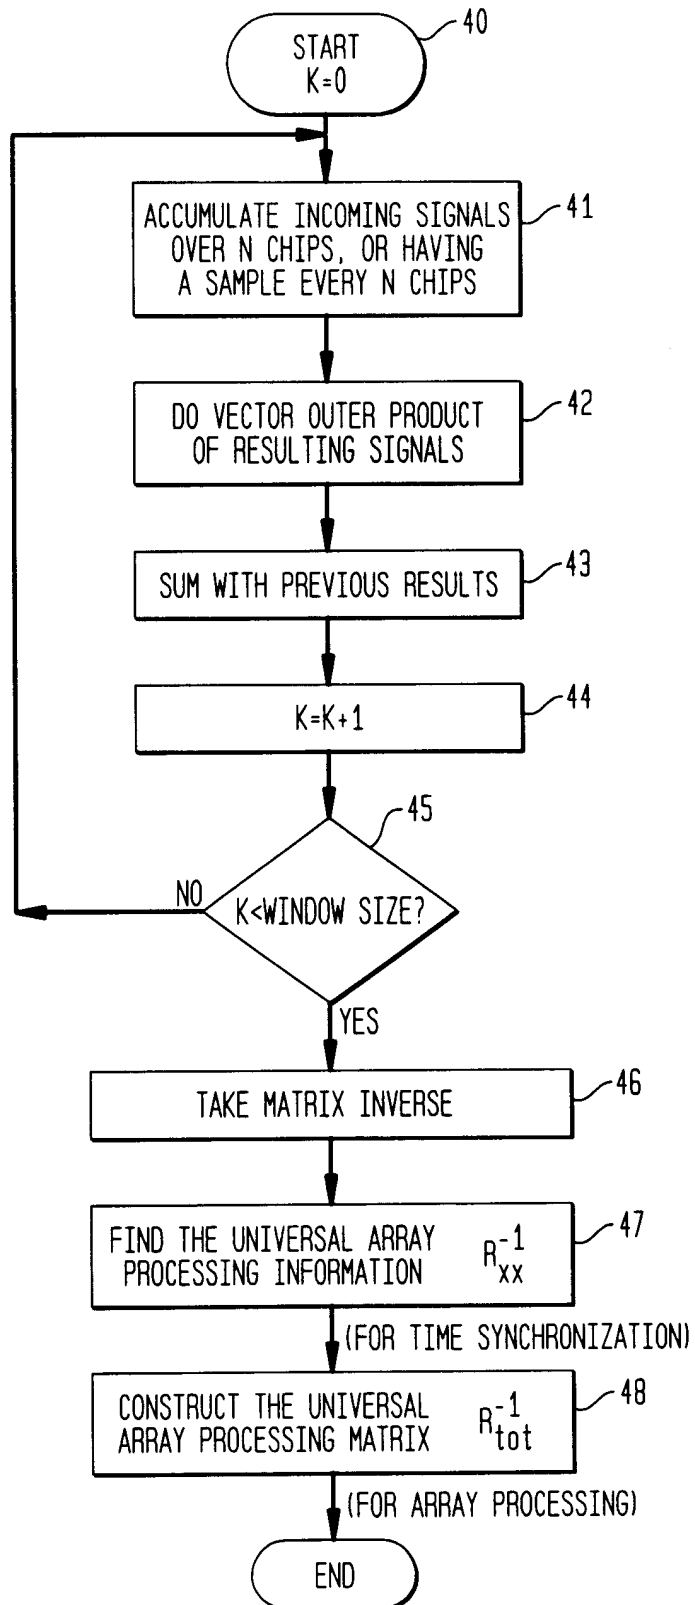 40
START
K=0
41
ACCUMULATE INCOMING SIGNALS
OVER N CHIPS, OR HAVING
A SAMPLE EVERY N CHIPS
42
DO VECTOR OUTER PRODUCT
OF RESULTING SIGNALS
43
SUM WITH PREVIOUS RESULTS
44
K=K+1
45
NO
K<WINDOW SIZE?
YES
46
TAKE MATRIX INVERSE
47
FIND THE UNIVERSAL ARRAY
PROCESSING INFORMATION R_xx^-1
(FOR TIME SYNCHRONIZATION)
48
CONSTRUCT THE UNIVERSAL
ARRAY PROCESSING MATRIX R_tot^-1
(FOR ARRAY PROCESSING)
END